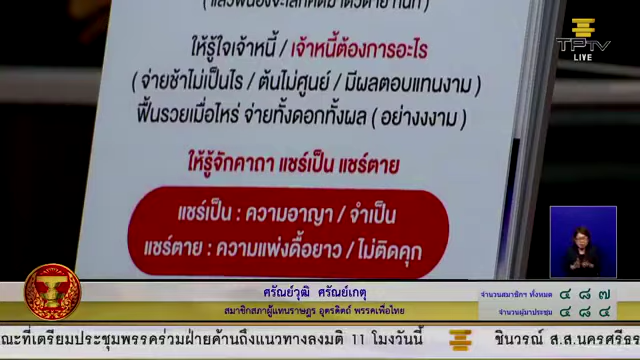 ให้รู้ใจเจ้าหนี้ / เจ้าหนี้ต้องการอะไร
( จ่ายช้าไม่เป็นไร / ต้นไม่ศูนย์ / มีผลตอบแทนงาม )
ฟื้นรวยเมื่อไหร่ จ่ายทั้งดอกทั้งผล ( อย่างงงาม )
ให้รู้จักคาถา แชร์เป็น แชร์ตาย
แชร์เป็น : ความอาญา / จำเป็น
แชร์ตาย : ความแพ่งดื้อยาว / ไม่ติดคุก
TPTV
LIVE
ศรัณย์วุฒิ ศรัณย์เกตุ
สมาชิกสภาผู้แทนราษฎร อุตรดิตถ์ พรรคเพื่อไทย
จำนวนสมาชิกฯ ทั้งหมด ๔๘๗
จำนวนผู้มาประชุม ๔๘๔
ณะที่เตรียมประชุมพรรคร่วมฝ่ายค้านถึงแนวทางลงมติ 11 โมงวันนี้ ชินวรณ์ ส.ส.นครศรีธร